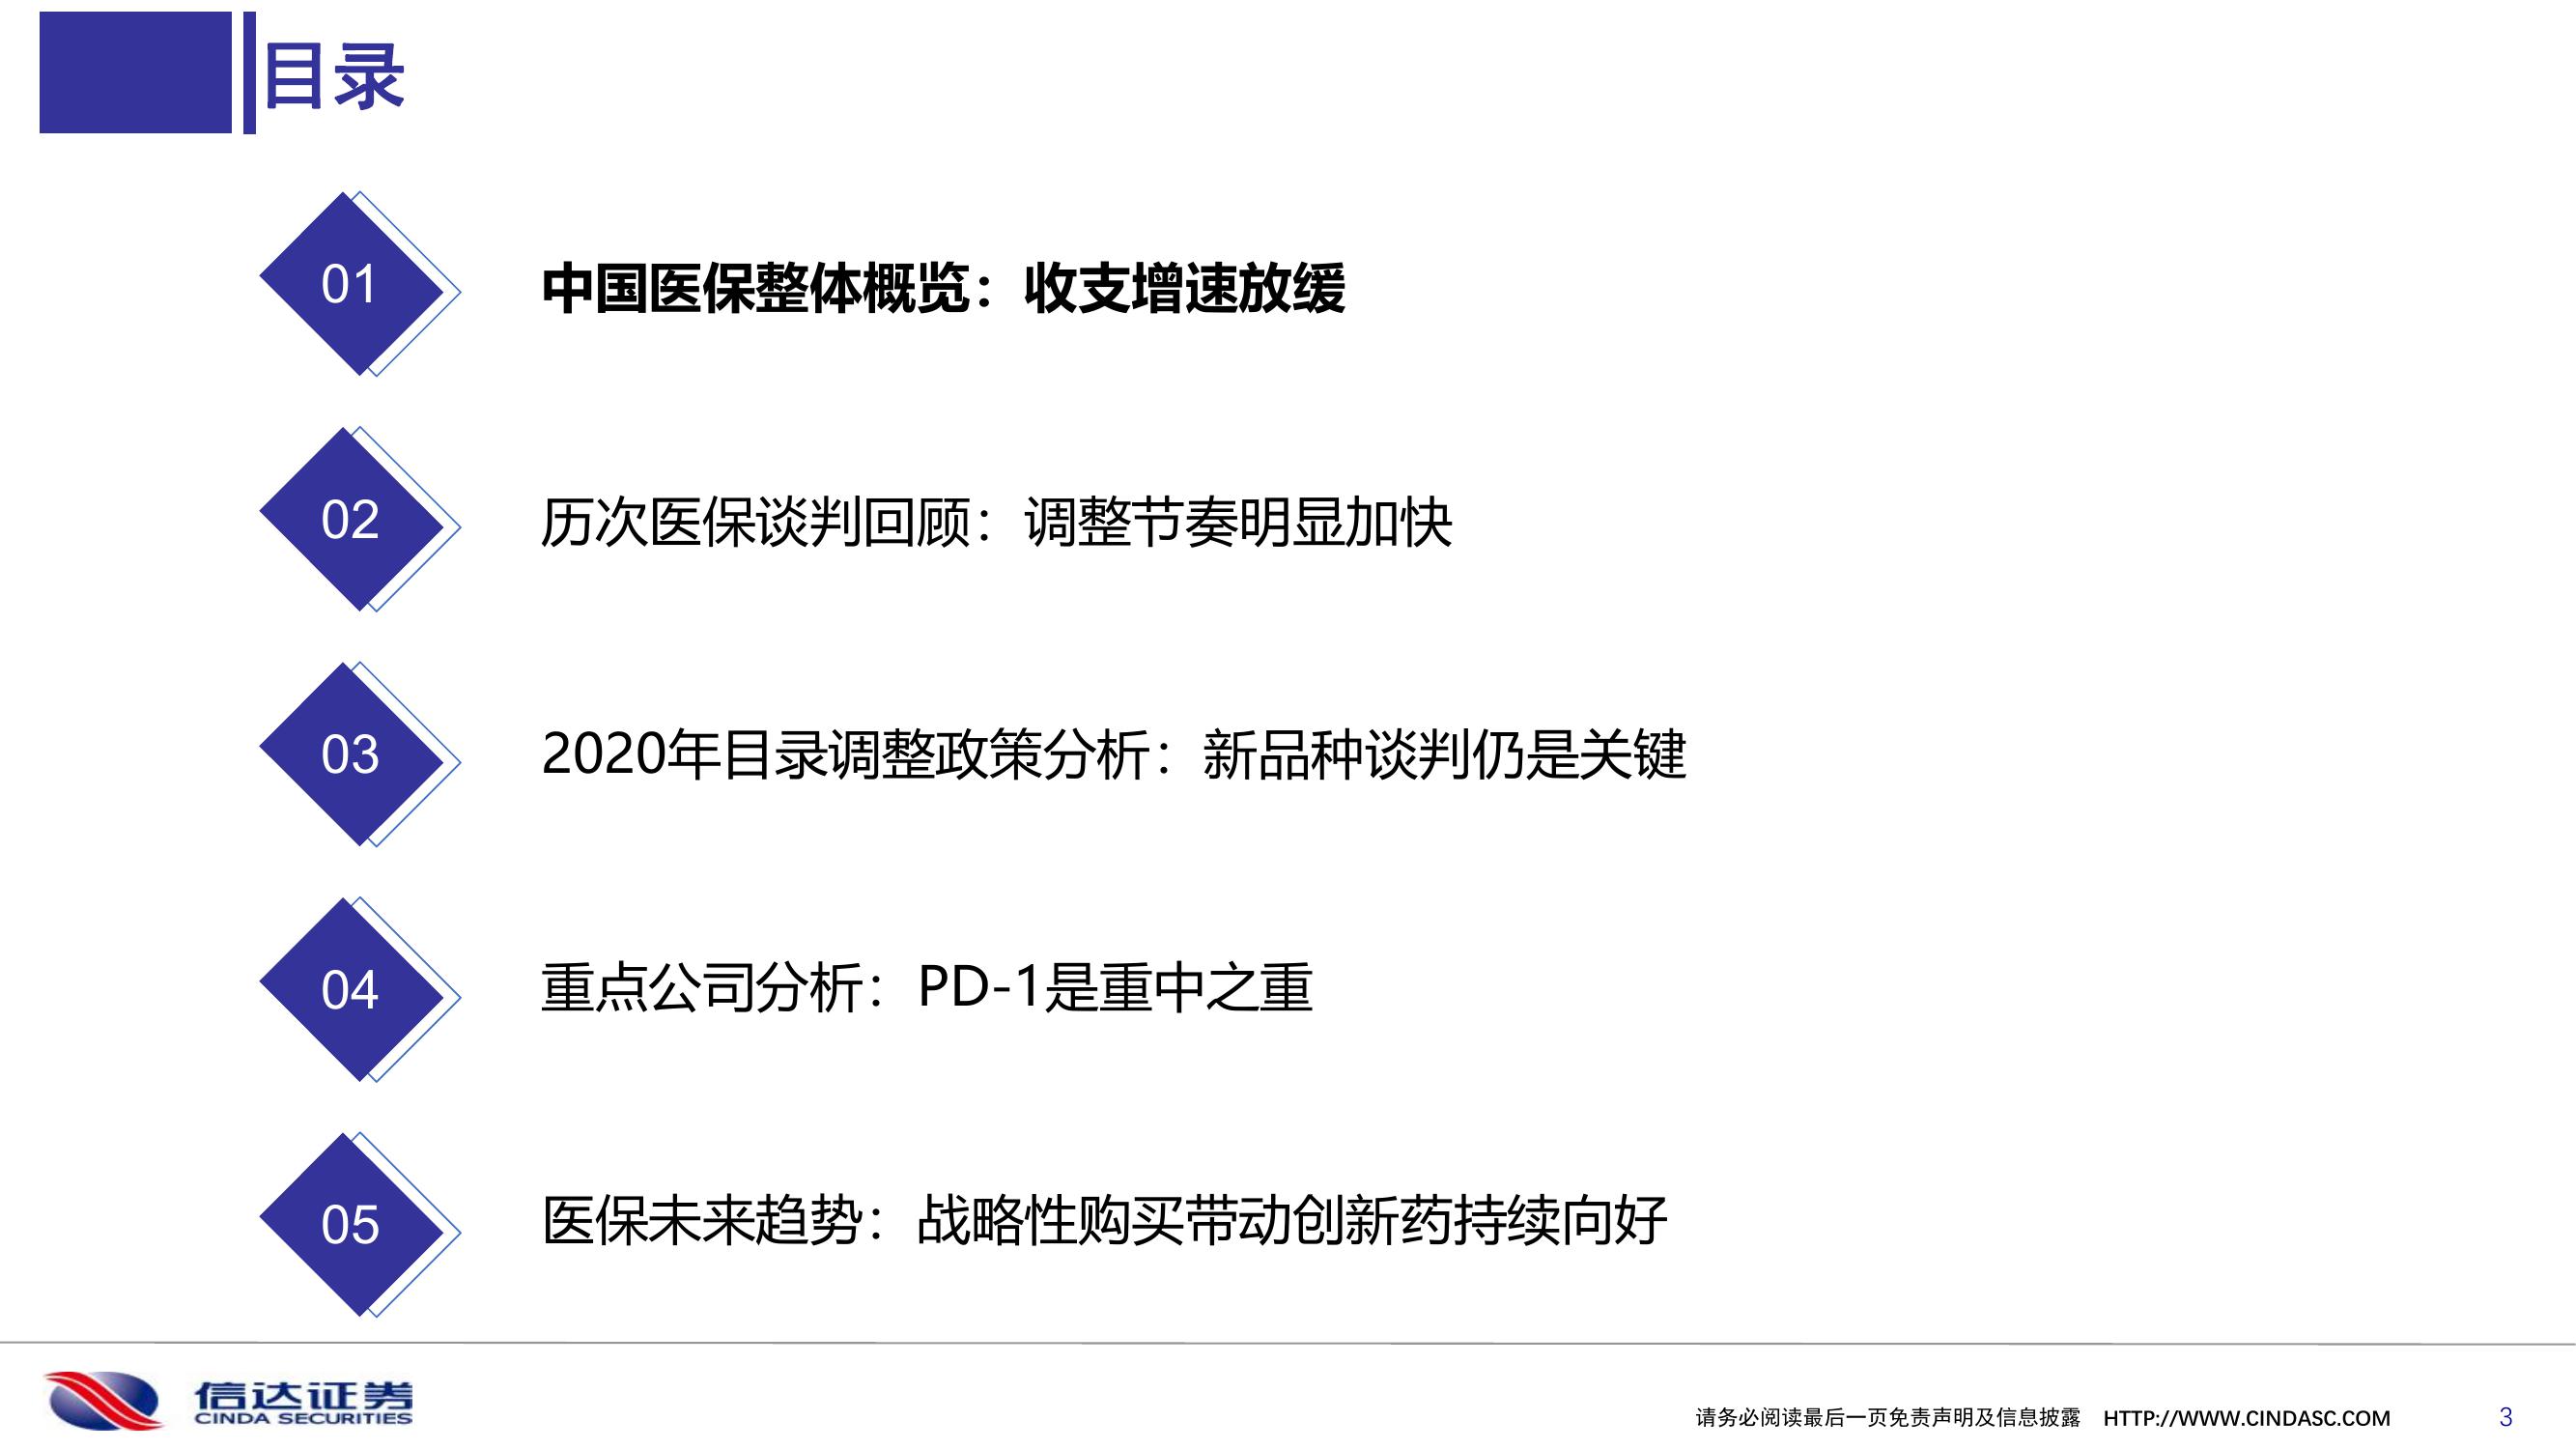 目录
01
中国医保整体概览：收支增速放缓
02
历次医保谈判回顾：调整节奏明显加快
03
2020年目录调整政策分析：新品种谈判仍是关键
04
重点公司分析：PD-1是重中之重
05
医保未来趋势：战略性购买带动创新药持续向好
信达证券
CINDA SECURITIES
请务必阅读最后一页免责声明及信息披露 HTTP://WWW.CINDASC.COM 3